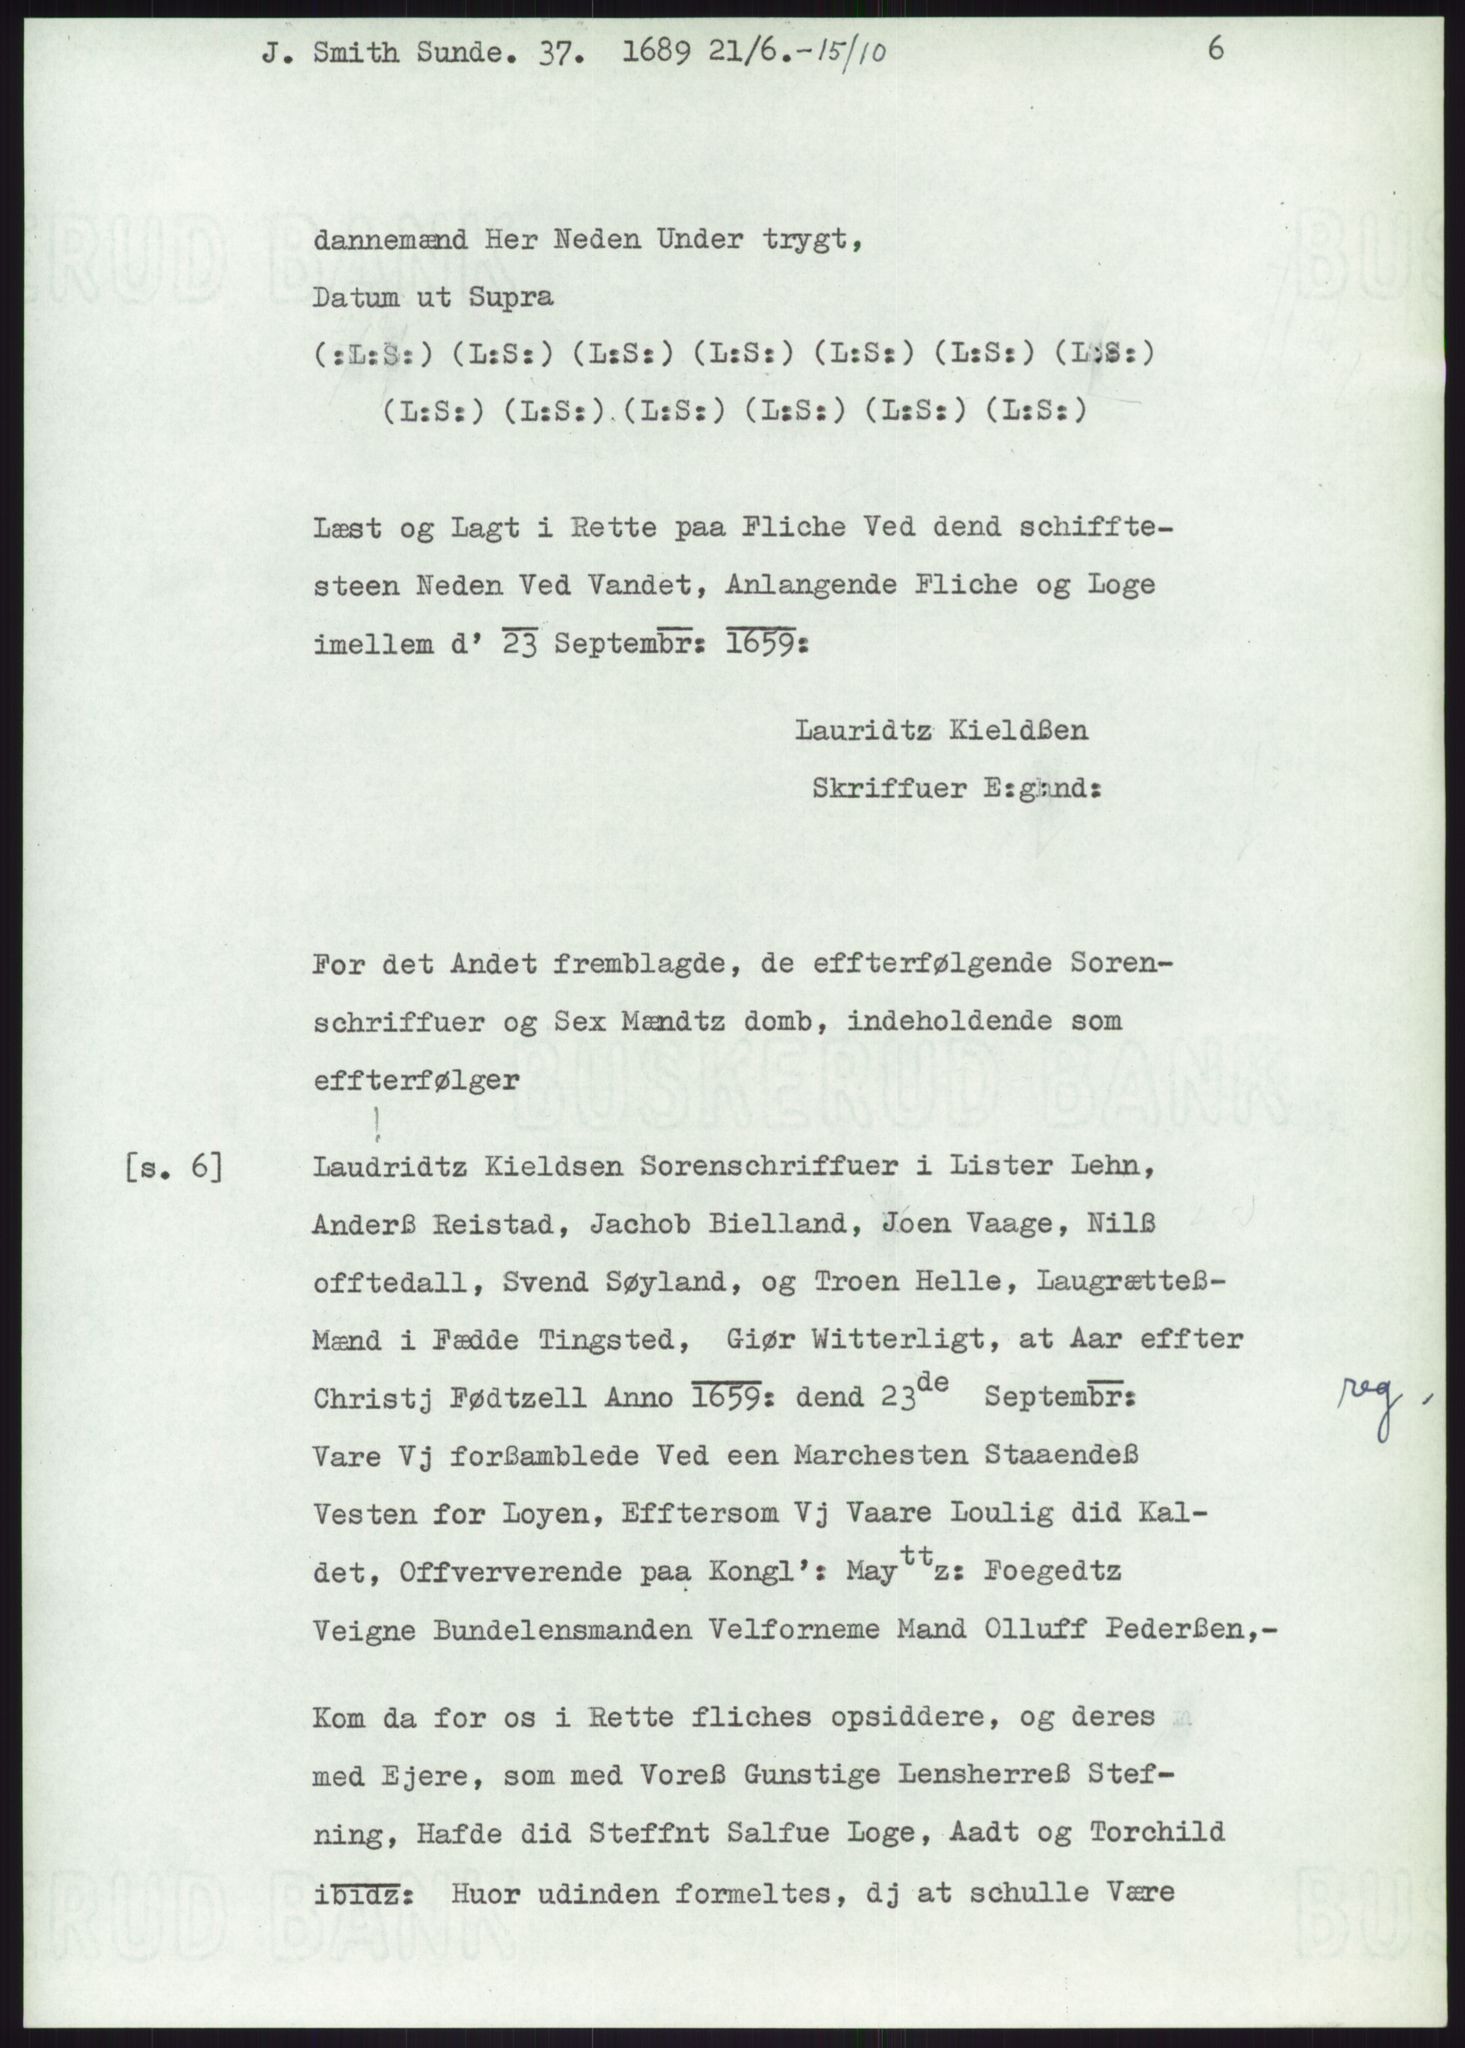 J. Smith Sunde. 37. 1689 21/6.-15/10 6
dannemænd Her Neden Under trygt,
Datum ut Supra
(:L:S:) (L:S:) (L:S:) (L:S:) (L:S:) (L:S:) (L:S:)
(L:S:) (L:S:) (L:S:) (L:S:) (L:S:) (L:S:)
Læst og Lagt i Rette paa Fliche Ved dend schiffte-
steen Neden Ved Vandet, Anlangende Fliche og Loge
imellem d' 23 Septembr: 1659:
Lauridtz Kieldßen
Skriffuer E:g:hnd:
For det Andet fremblagde, de effterfølgende Soren-
schriffuer og Sex Mændtz domb, indeholdende som
effterfølger
[s. 6] Laudridtz Kieldsen Sorenschriffuer i Lister Lehn,
Anderß Reistad, Jachob Bielland, Joen Vaage, Nilß
offtedall, Svend Søyland, og Troen Helle, Laugrætteß-
Mænd i Fædde Tingsted, Giør Witterligt, at Aar effter
Christj Fødtzell Anno 1659: dend 23de Septembr: reg.
Vare Vj forßamblede Ved een Marchesten Staaendeß
Vesten for Loyen, Efftersom Vj Vaare Loulig did Kal-
det, Offververende paa Kongl': Mayttz: Foegedtz
Veigne Bundelensmanden Velforneme Mand Olluff Pederßen,-
Kom da for os i Rette fliches opsiddere, og deres
med Ejere, som med Voreß Gunstige Lensherreß Stef-
ning, Hafde did Steffnt Salfue Loge, Aadt og Torchild
ibidz: Huor udinden formeltes, dj at schulle Være
BUSKERUD BANK